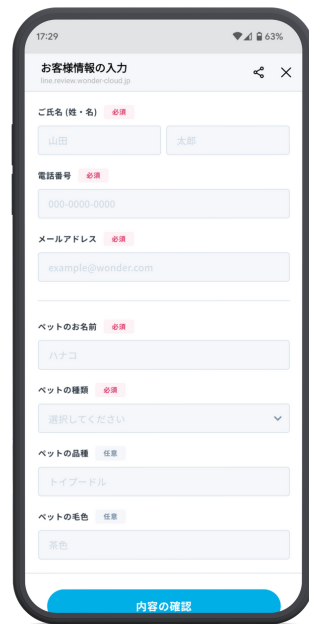 17:29 63%
お客様情報の入力
line.review.wonder-cloud.jp
ご氏名 (姓・名) 必須
山田 太郎
電話番号 必須
000-0000-0000
メールアドレス 必須
example@wonder.com
ペットのお名前 必須
ハナコ
ペットの種類 必須
選択してください
ペットの品種 任意
トイプードル
ペットの毛色 任意
茶色
内容の確認